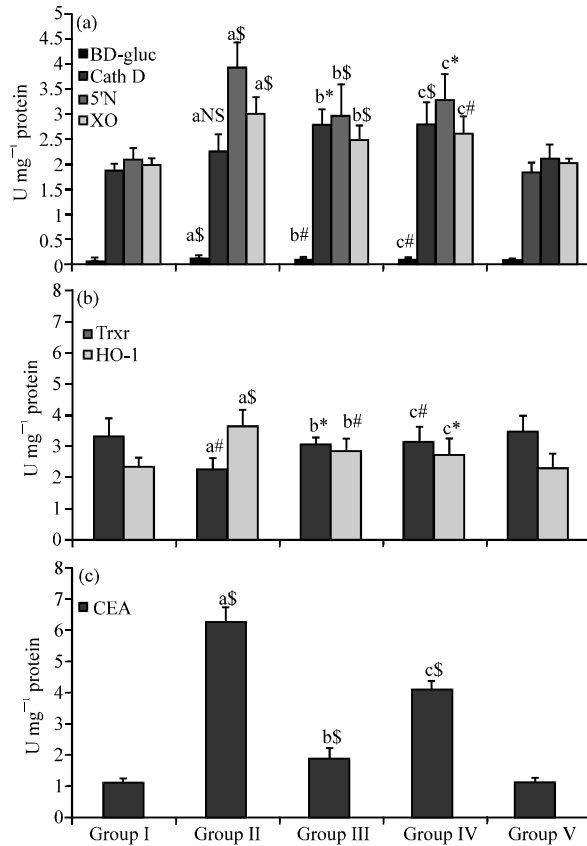 (a)
BD-gluc
Cath D
5'N
XO
U mg⁻¹ protein
5
4.5
4
3.5
3
2.5
2
1.5
1
0.5
0
aNS
a$
a$
a$
b*
b$
b$
b#
c$
c*
c#
c#
(b)
Trxr
HO-1
U mg⁻¹ protein
8
7
6
5
4
3
2
1
0
a#
a$
b*
b#
c#
c*
(c)
CEA
U mg⁻¹ protein
8
7
6
5
4
3
2
1
0
a$
b$
c$
Group I Group II Group III Group IV Group V